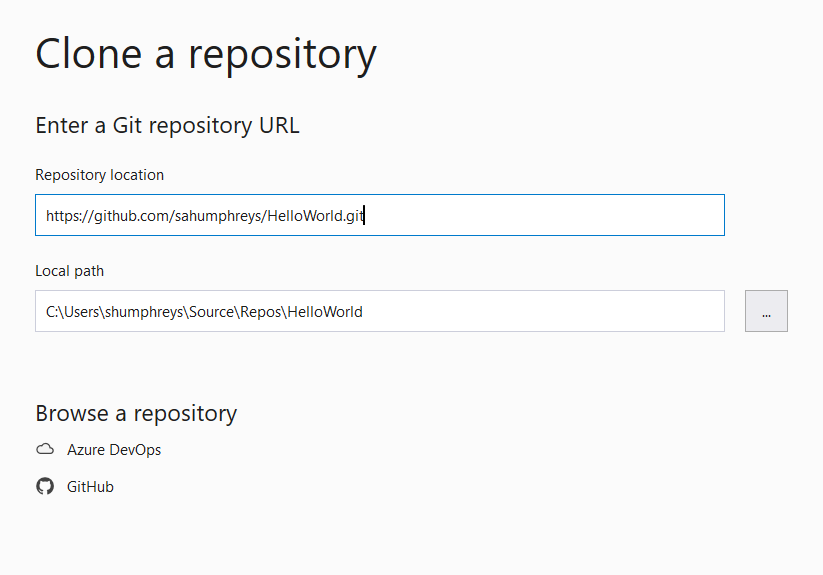 Clone a repository
Enter a Git repository URL
Repository location
https://github.com/sahumphreys/HelloWorld.git
Local path
C:\Users\shumphreys\Source\Repos\HelloWorld
...
Browse a repository
Azure DevOps
GitHub